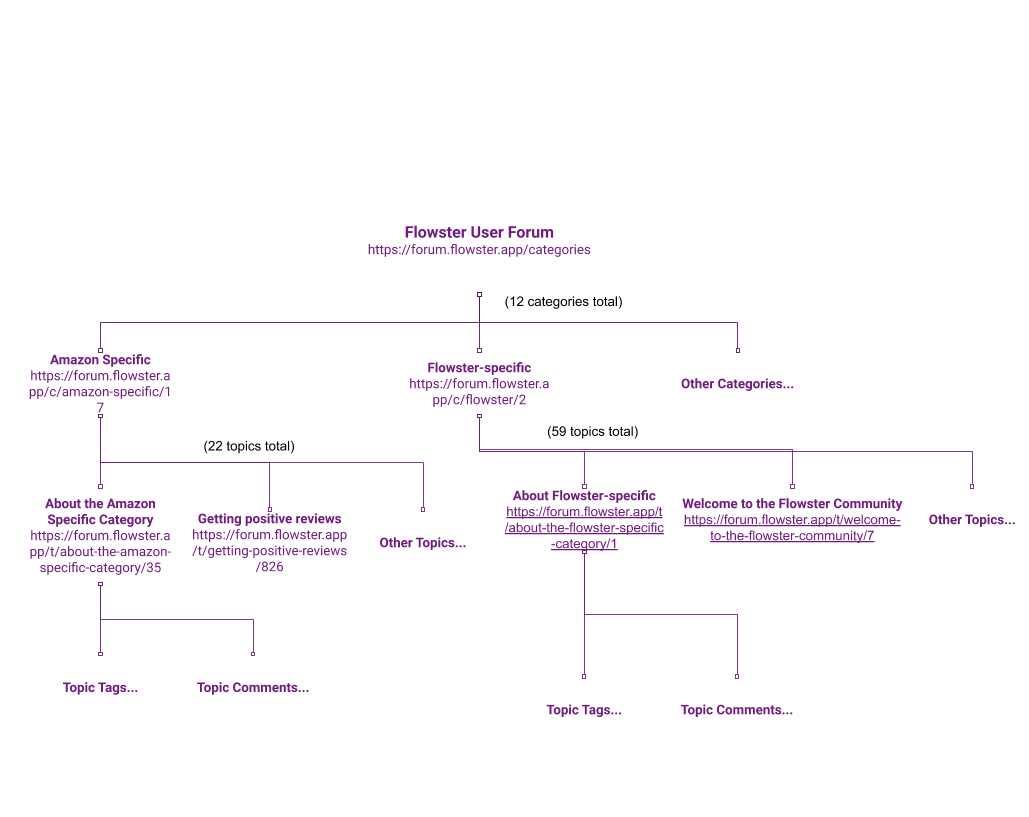 Flowster User Forum
https://forum.flowster.app/categories
(12 categories total)
Amazon Specific
https://forum.flowster.a
pp/c/amazon-specific/1
7
Flowster-specific
https://forum.flowster.a
pp/c/flowster/2
Other Categories...
(22 topics total)
(59 topics total)
About the Amazon
Specific Category
https://forum.flowster.a
pp/t/about-the-amazon-
specific-category/35
Getting positive reviews
https://forum.flowster.app
/t/getting-positive-reviews
/826
Other Topics...
About Flowster-specific
https://forum.flowster.app/t
/about-the-flowster-specific
-category/1
Welcome to the Flowster Community
https://forum.flowster.app/t/welcome-
to-the-flowster-community/7
Other Topics...
Topic Tags...
Topic Comments...
Topic Tags...
Topic Comments...